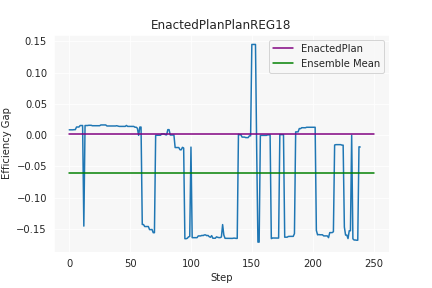 EnactedPlanPlanREG18
EnactedPlan
Ensemble Mean
Efficiency Gap
0.15
0.10
0.05
0.00
−0.05
−0.10
−0.15
0 50 100 150 200 250
Step